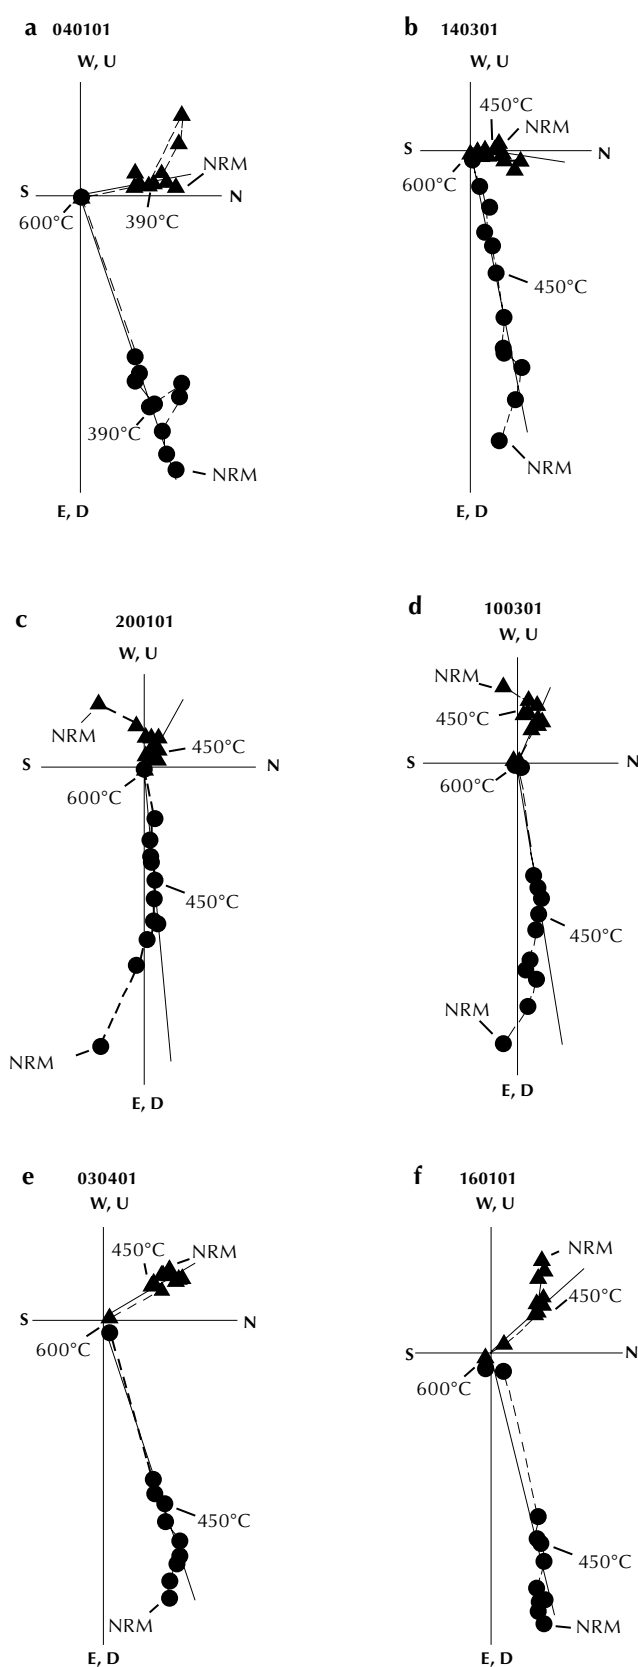 a 040101
W, U
NRM
S
N
600°C
390°C
390°C
NRM
E, D
b 140301
W, U
450°C
NRM
S
N
600°C
450°C
NRM
E, D
c 200101
W, U
NRM
450°C
S
N
600°C
450°C
NRM
E, D
d 100301
W, U
NRM
450°C
S
N
600°C
450°C
NRM
E, D
e 030401
W, U
450°C
NRM
S
N
600°C
450°C
NRM
E, D
f 160101
W, U
NRM
450°C
S
N
600°C
450°C
NRM
E, D